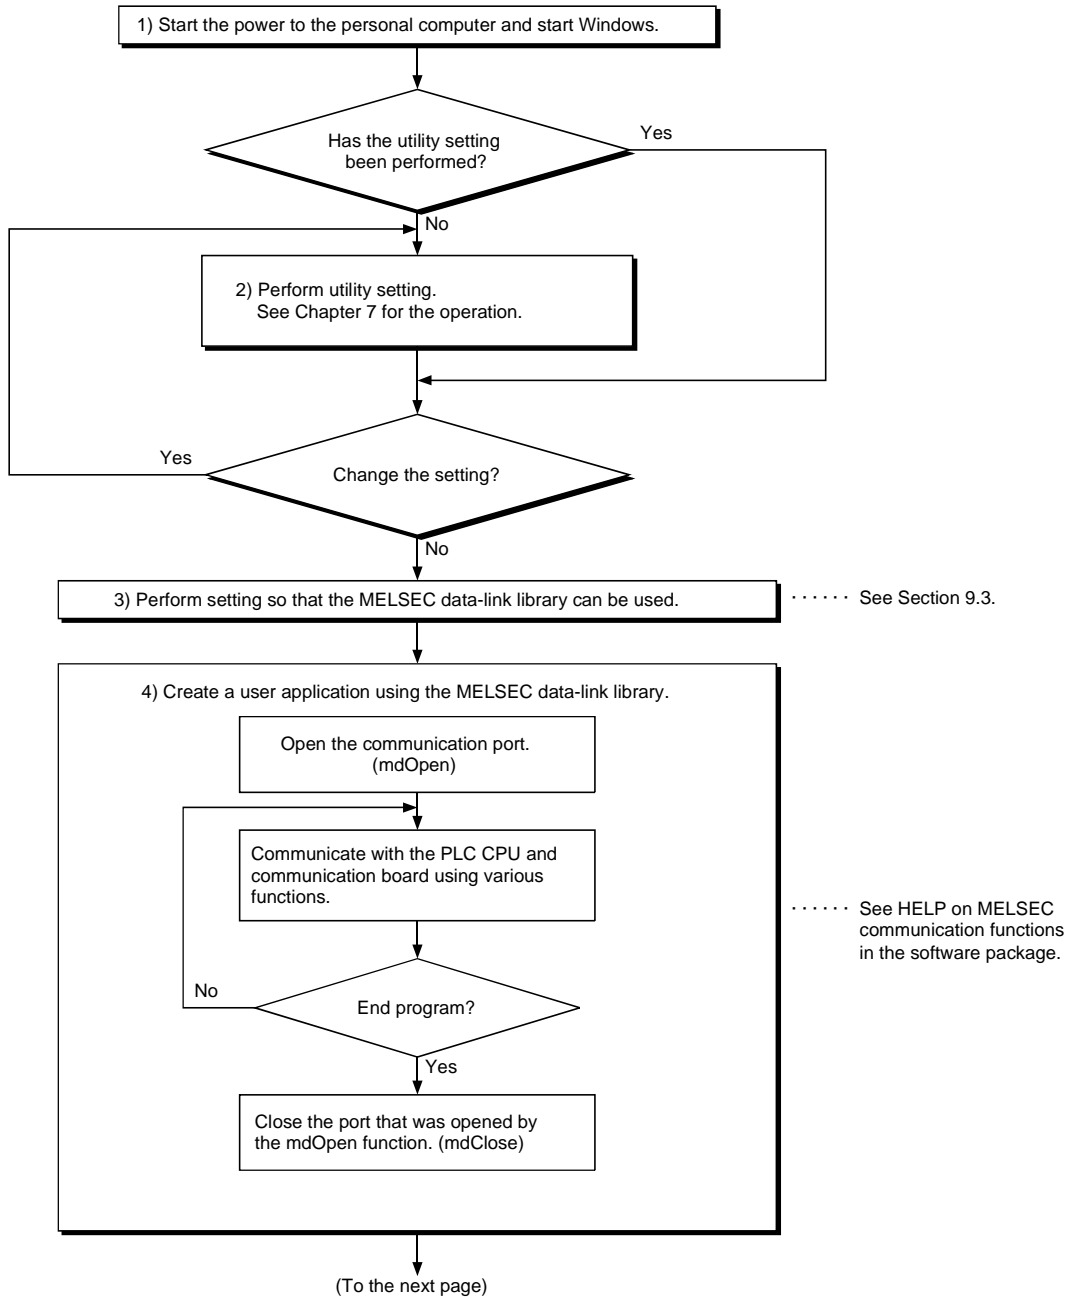 1) Start the power to the personal computer and start Windows.
Has the utility setting
been performed?
Yes
No
2) Perform utility setting.
See Chapter 7 for the operation.
Yes
Change the setting?
No
3) Perform setting so that the MELSEC data-link library can be used.
······ See Section 9.3.
4) Create a user application using the MELSEC data-link library.
Open the communication port.
(mdOpen)
Communicate with the PLC CPU and
communication board using various
functions.
······ See HELP on MELSEC
communication functions
in the software package.
No
End program?
Yes
Close the port that was opened by
the mdOpen function. (mdClose)
(To the next page)